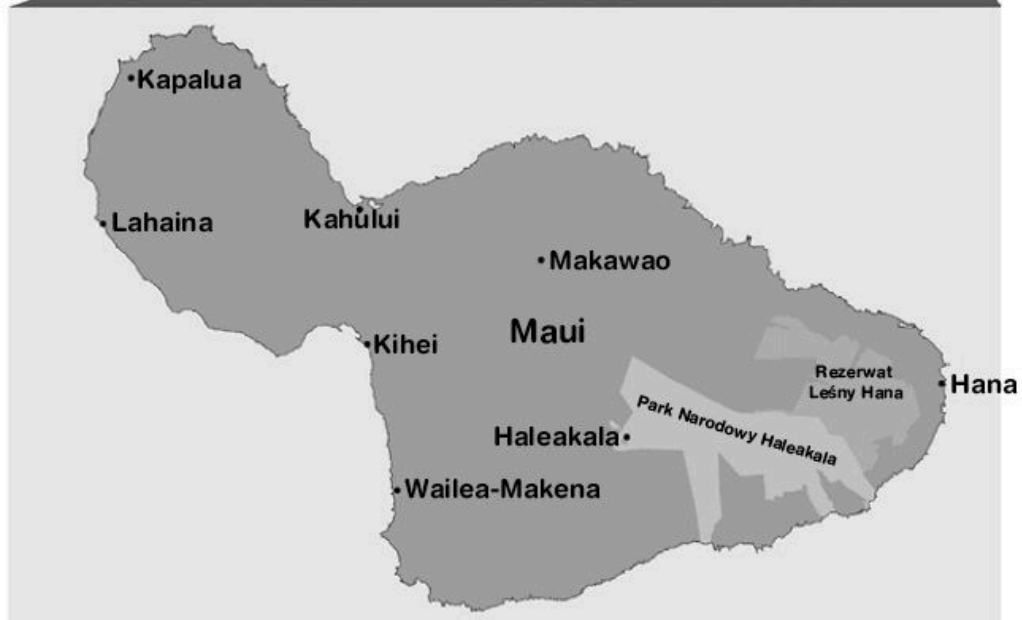 Kapalua
Lahaina
Kahului
Makawao
Maui
Kihei
Rezerwat
Leśny Hana
Hana
Park Narodowy Haleakala
Haleakala
Wailea-Makena